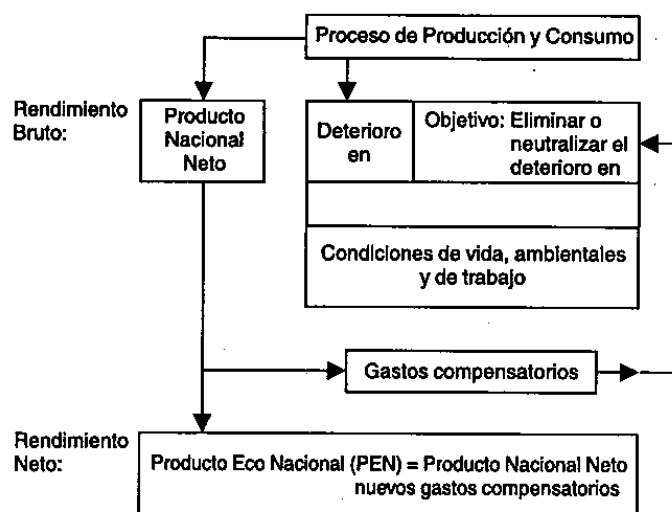 Proceso de Producción y Consumo
Rendimiento
Bruto:
Producto
Nacional
Neto
Deterioro
en
Objetivo: Eliminar o
neutralizar el
deterioro en
Condiciones de vida, ambientales
y de trabajo
Gastos compensatorios
Rendimiento
Neto:
Producto Eco Nacional (PEN) = Producto Nacional Neto
nuevos gastos compensatorios